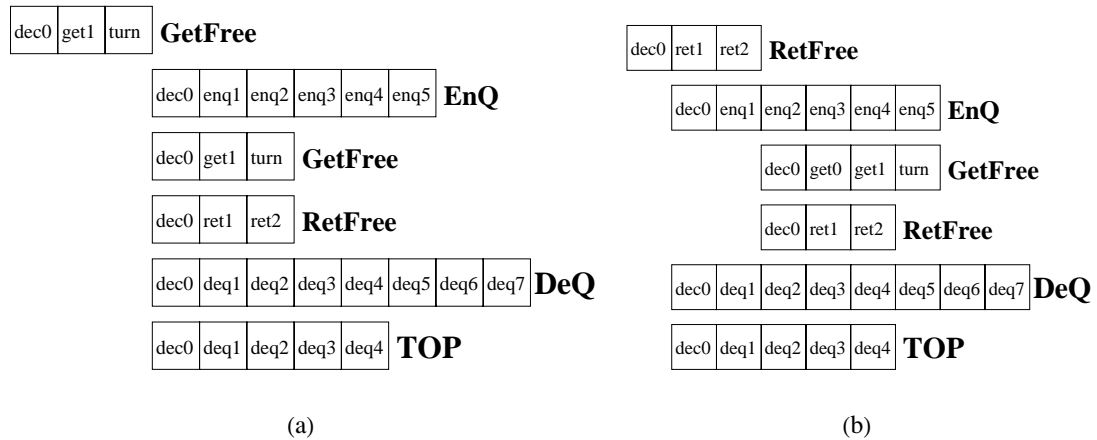 dec0 get1 turn GetFree
dec0 enq1 enq2 enq3 enq4 enq5 EnQ
dec0 get1 turn GetFree
dec0 ret1 ret2 RetFree
dec0 deq1 deq2 deq3 deq4 deq5 deq6 deq7 DeQ
dec0 deq1 deq2 deq3 deq4 TOP
(a)
dec0 ret1 ret2 RetFree
dec0 enq1 enq2 enq3 enq4 enq5 EnQ
dec0 get0 get1 turn GetFree
dec0 ret1 ret2 RetFree
dec0 deq1 deq2 deq3 deq4 deq5 deq6 deq7 DeQ
dec0 deq1 deq2 deq3 deq4 TOP
(b)